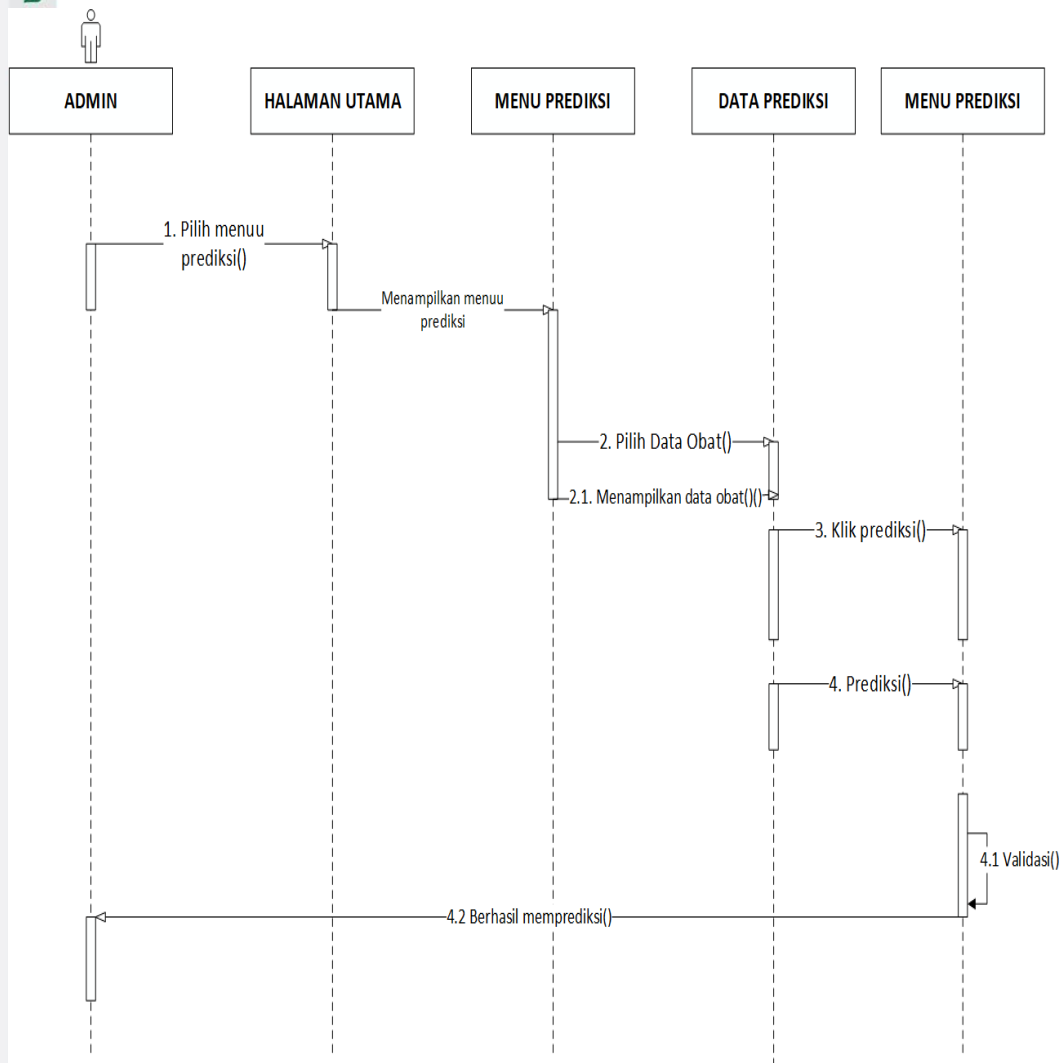 ADMIN
HALAMAN UTAMA
MENU PREDIKSI
DATA PREDIKSI
MENU PREDIKSI
1. Pilih menuu
prediksi()
Menampilkan menuu
prediksi
2. Pilih Data Obat()
2.1. Menampilkan data obat()()
3. Klik prediksi()
4. Prediksi()
4.1 Validasi()
4.2 Berhasil memprediksi()